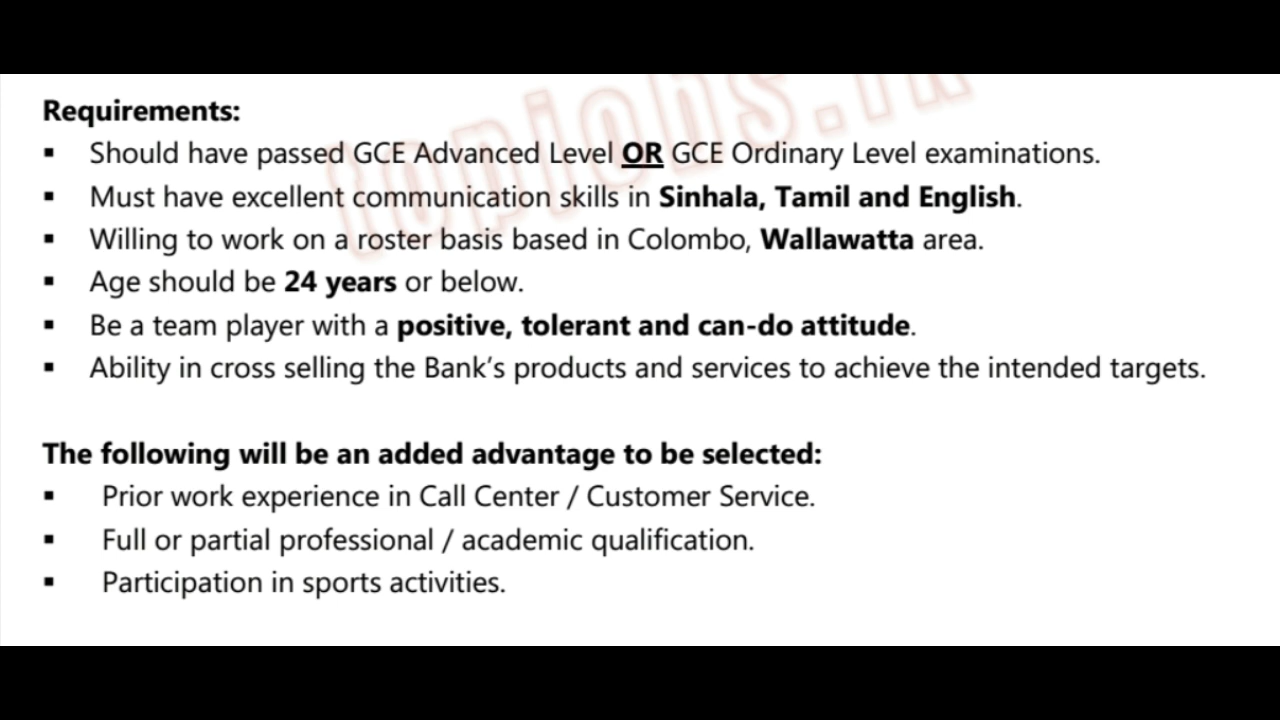 topjobs.lk
Requirements:
▪ Should have passed GCE Advanced Level OR GCE Ordinary Level examinations.
▪ Must have excellent communication skills in Sinhala, Tamil and English.
▪ Willing to work on a roster basis based in Colombo, Wallawatta area.
▪ Age should be 24 years or below.
▪ Be a team player with a positive, tolerant and can-do attitude.
▪ Ability in cross selling the Bank’s products and services to achieve the intended targets.
The following will be an added advantage to be selected:
▪ Prior work experience in Call Center / Customer Service.
▪ Full or partial professional / academic qualification.
▪ Participation in sports activities.